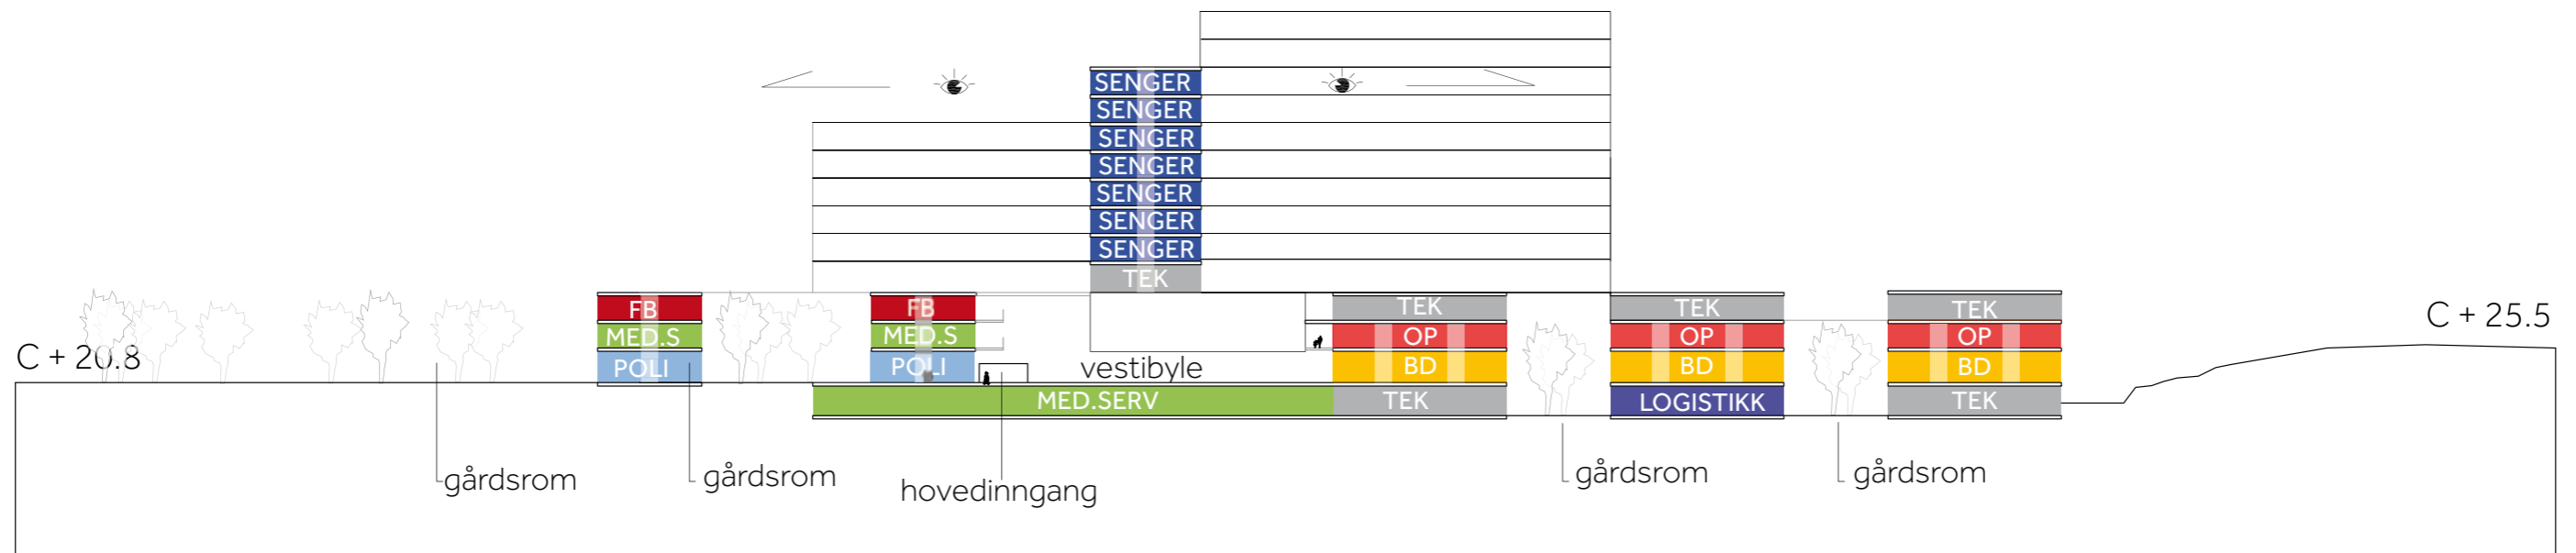 SENGER
SENGER
SENGER
SENGER
SENGER
SENGER
SENGER
TEK
FB FB TEK TEK TEK
C + 25.5
MED.S MED.S OP OP OP
C + 20.8
POLI POLI vestibyle BD BD BD
MED.SERV TEK LOGISTIKK TEK
gårdsrom gårdsrom hovedinngang gårdsrom gårdsrom